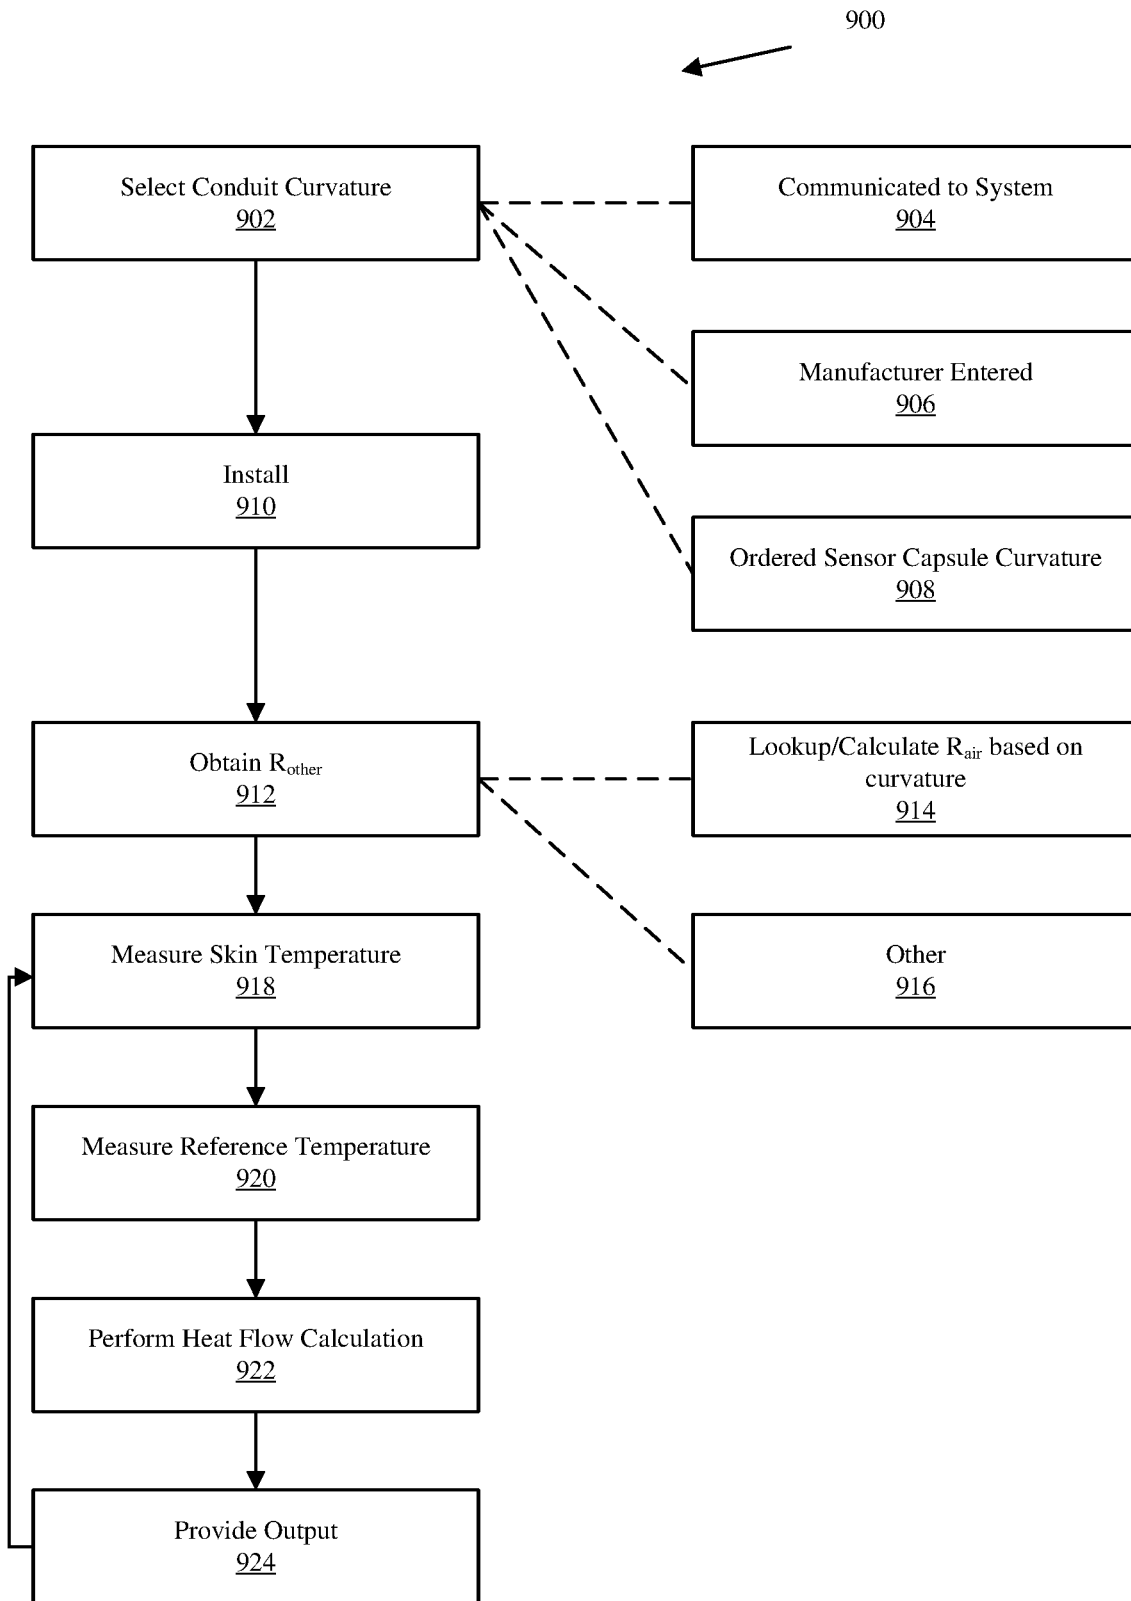 900
Select Conduit Curvature
902
Communicated to System
904
Manufacturer Entered
906
Install
910
Ordered Sensor Capsule Curvature
908
Obtain Rother
912
Lookup/Calculate Rair based on
curvature
914
Measure Skin Temperature
918
Other
916
Measure Reference Temperature
920
Perform Heat Flow Calculation
922
Provide Output
924